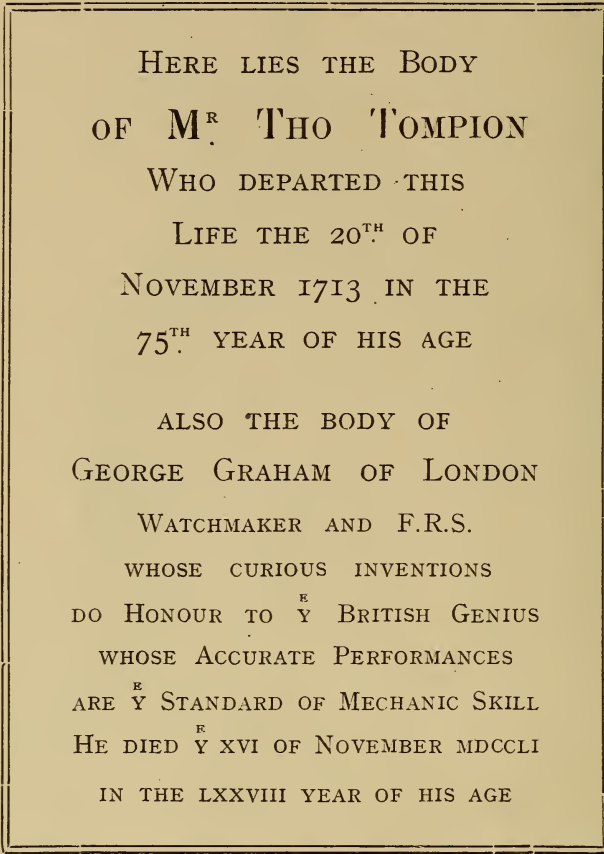 HERE LIES THE BODY
OF MR THO TOMPION
WHO DEPARTED THIS
LIFE THE 20TH OF
NOVEMBER 1713 IN THE
75TH YEAR OF HIS AGE
ALSO THE BODY OF
GEORGE GRAHAM OF LONDON
WATCHMAKER AND F.R.S.
WHOSE CURIOUS INVENTIONS
DO HONOUR TO YE BRITISH GENIUS
WHOSE ACCURATE PERFORMANCES
ARE YE STANDARD OF MECHANIC SKILL
HE DIED YE XVI OF NOVEMBER MDCCLI
IN THE LXXVIII YEAR OF HIS AGE